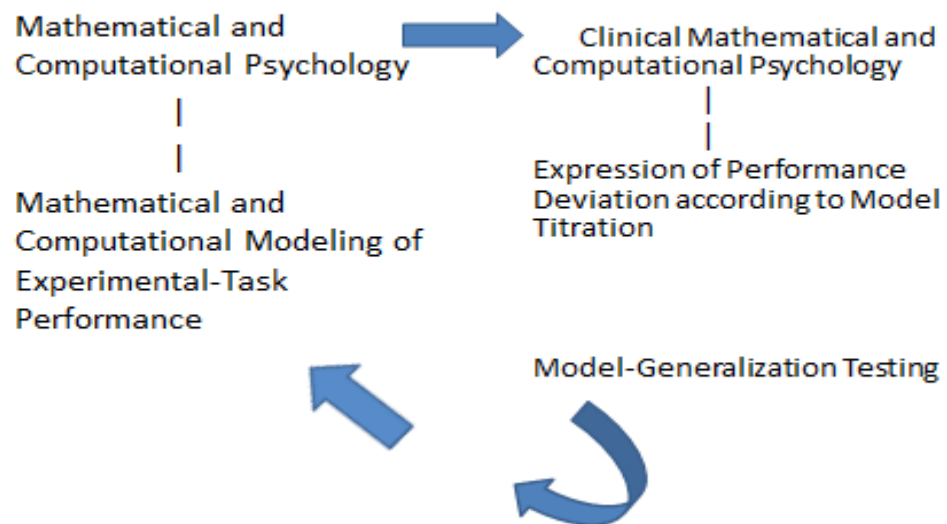 Mathematical and
Computational Psychology
|
|
Mathematical and
Computational Modeling of
Experimental-Task
Performance
Clinical Mathematical and
Computational Psychology
|
|
Expression of Performance
Deviation according to Model
Titration
Model-Generalization Testing